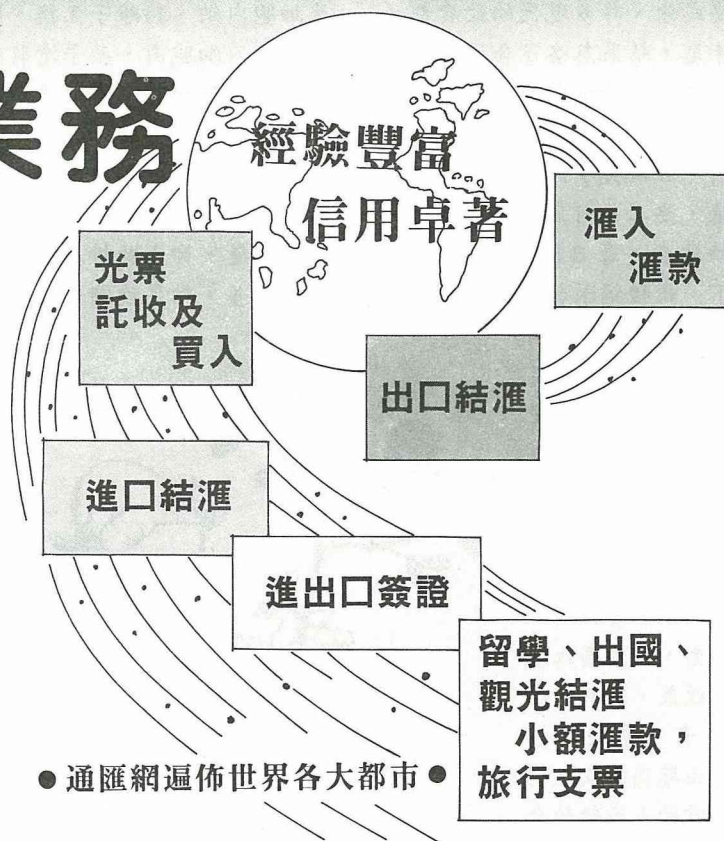 業務
經驗豐富
信用卓著
滙入
滙款
光票
託收及
買入
出口結滙
進口結滙
進出口簽證
留學、出國、
觀光結滙
小額滙款，
旅行支票
●通匯網遍佈世界各大都市●